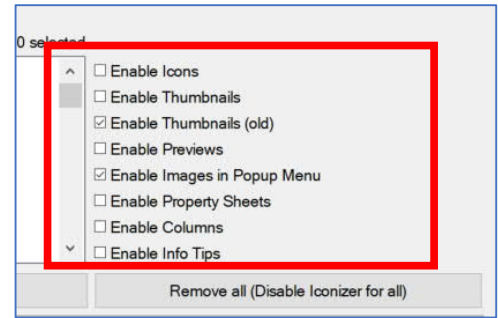 0 selected
Enable Icons
Enable Thumbnails
Enable Thumbnails (old)
Enable Previews
Enable Images in Popup Menu
Enable Property Sheets
Enable Columns
Enable Info Tips
Remove all (Disable Iconizer for all)